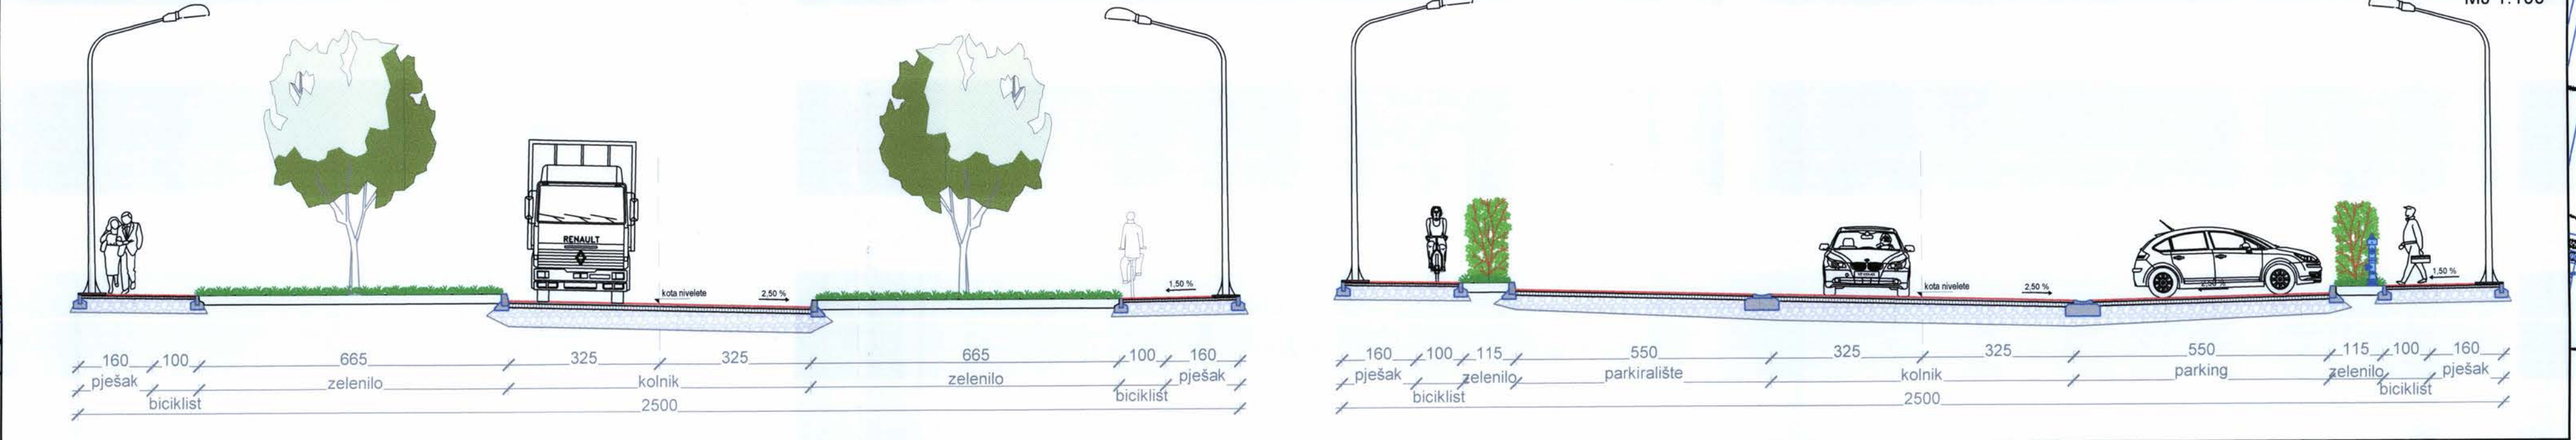 MJ 1:100
RENAULT
kota nivelete
2,50 %
1,50 %
160 100 665 325 325 665 100 160
pješak zelenilo kolnik zelenilo pješak
biciklist biciklist
2500
kota nivelete
2,50 %
1,50 %
160 100 115 550 325 325 550 115 100 160
pješak zelenilo parkiralište kolnik parking zelenilo pješak
biciklist biciklist
2500